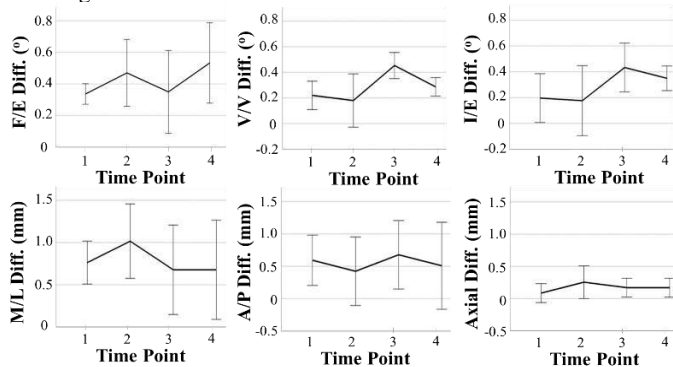 F/E Diff. (º)
0.8
0.6
0.4
0.2
0
1 2 3 4
Time Point
V/V Diff. (º)
0.8
0.6
0.4
0.2
0
-0.2
1 2 3 4
Time Point
I/E Diff. (º)
0.8
0.6
0.4
0.2
0
-0.2
1 2 3 4
Time Point
M/L Diff. (mm)
1.5
1.0
0.5
0
1 2 3 4
Time Point
A/P Diff. (mm)
1.5
1.0
0.5
0
-0.5
1 2 3 4
Time Point
Axial Diff. (mm)
1.5
1.0
0.5
0
-0.5
1 2 3 4
Time Point